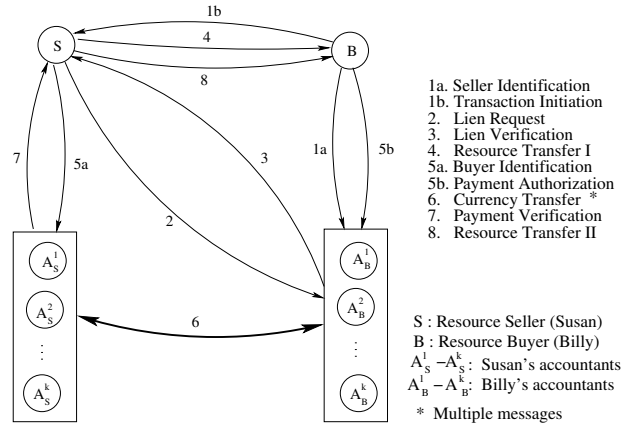 1b
S
4
B
8
1a. Seller Identification
1b. Transaction Initiation
2. Lien Request
3. Lien Verification
4 Resource Transfer I
5a. Buyer Identification
5b. Payment Authorization
6. Currency Transfer *
7. Payment Verification
8. Resource Transfer II
7
5a
3
1a
5b
2
A_S^1
A_S^2
⋮
A_S^k
6
A_B^1
A_B^2
⋮
A_B^k
S : Resource Seller (Susan)
B : Resource Buyer (Billy)
A_S^1 – A_S^k : Susan's accountants
A_B^1 – A_B^k : Billy's accountants
* Multiple messages